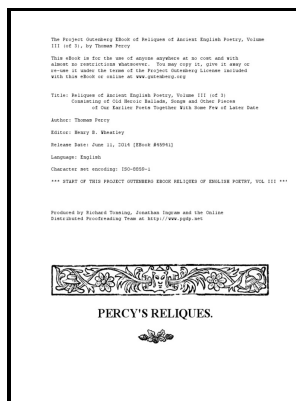 The Project Gutenberg EBook of Reliques of Ancient English Poetry, Volume
III (of 3), by Thomas Percy
This eBook is for the use of anyone anywhere at no cost and with
almost no restrictions whatsoever. You may copy it, give it away or
re-use it under the terms of the Project Gutenberg License included
with this eBook or online at www.gutenberg.org
Title: Reliques of Ancient English Poetry, Volume III (of 3)
Consisting of Old Heroic Ballads, Songs and Other Pieces
of Our Earlier Poets Together With Some Few of Later Date
Author: Thomas Percy
Editor: Henry B. Wheatley
Release Date: June 11, 2014 [EBook #45941]
Language: English
Character set encoding: ISO-8859-1
*** START OF THIS PROJECT GUTENBERG EBOOK RELIQUES OF ENGLISH POETRY, VOL III ***
Produced by Richard Tonsing, Jonathan Ingram and the Online
Distributed Proofreading Team at http://www.pgdp.net
PERCY'S RELIQUES.